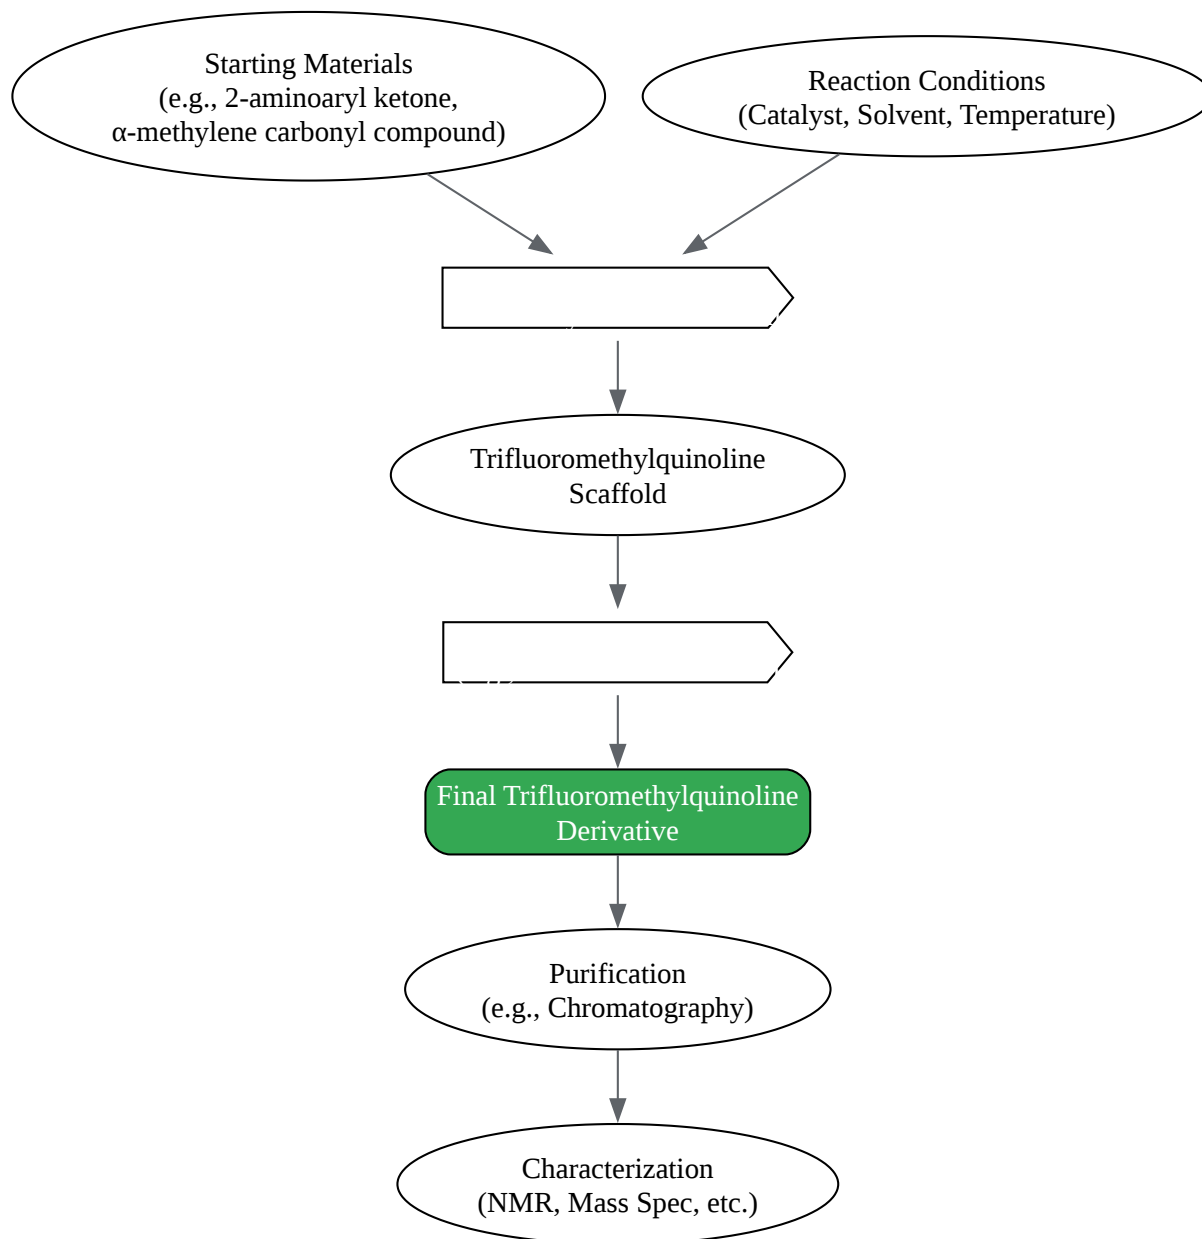 Starting Materials
(e.g., 2-aminoaryl ketone,
α-methylene carbonyl compound)
Reaction Conditions
(Catalyst, Solvent, Temperature)
Trifluoromethylquinoline
Scaffold
Final Trifluoromethylquinoline
Derivative
Purification
(e.g., Chromatography)
Characterization
(NMR, Mass Spec, etc.)